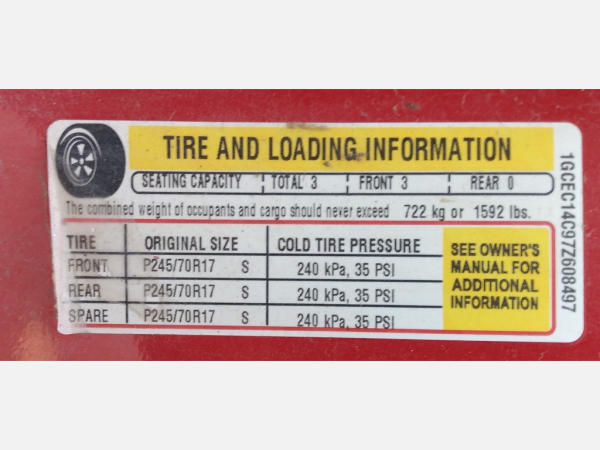 TIRE AND LOADING INFORMATION
SEATING CAPACITY TOTAL 3 FRONT 3 REAR 0
The combined weight of occupants and cargo should never exceed 722 kg or 1592 lbs.
TIRE ORIGINAL SIZE COLD TIRE PRESSURE
FRONT P245/70R17 S 240 kPa, 35 PSI
REAR P245/70R17 S 240 kPa, 35 PSI
SPARE P245/70R17 S 240 kPa, 35 PSI
SEE OWNER'S
MANUAL FOR
ADDITIONAL
INFORMATION
1GCEC14C97Z608497